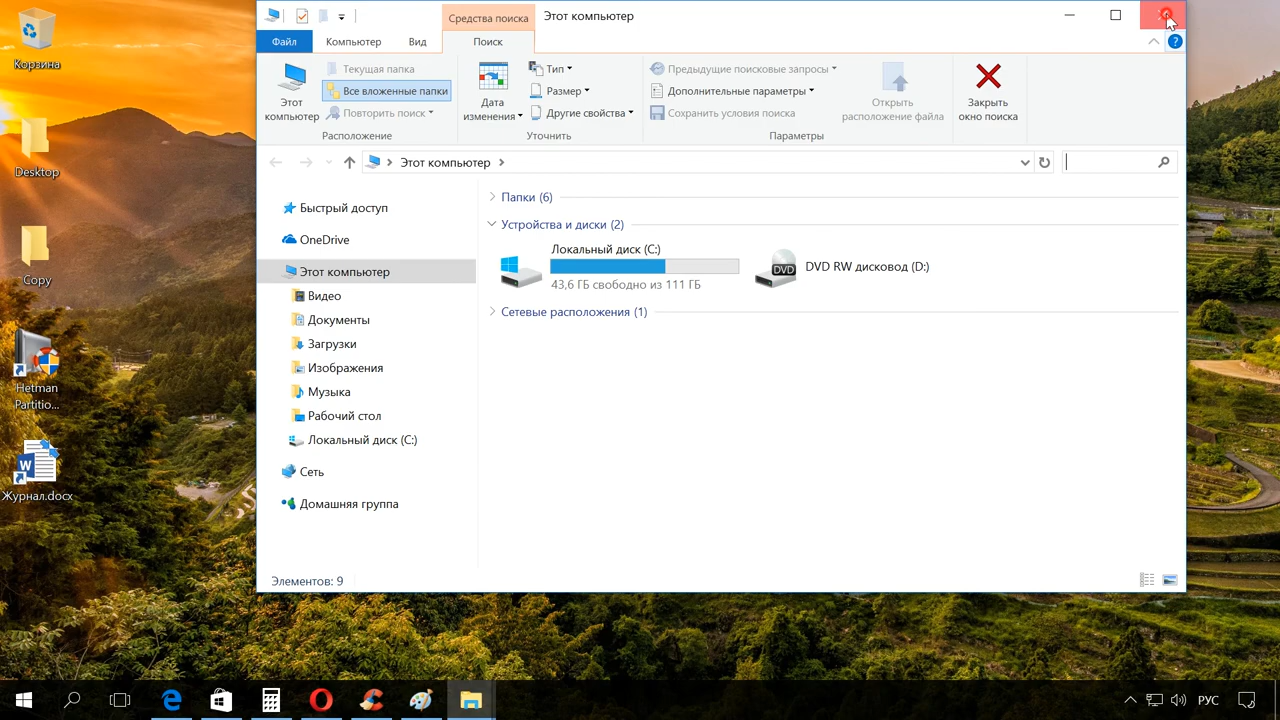 Корзина
Desktop
Copy
Hetman
Partitio...
Журнал.docx
Средства поиска
Этот компьютер
Файл
Компьютер
Вид
Поиск
Этот
компьютер
Текущая папка
Все вложенные папки
Повторить поиск
Расположение
Дата
изменения
Тип
Размер
Другие свойства
Уточнить
Предыдущие поисковые запросы
Дополнительные параметры
Сохранить условия поиска
Открыть
расположение файла
Параметры
Закрыть
окно поиска
Этот компьютер
Быстрый доступ
OneDrive
Этот компьютер
Видео
Документы
Загрузки
Изображения
Музыка
Рабочий стол
Локальный диск (C:)
Сеть
Домашняя группа
Папки (6)
Устройства и диски (2)
Локальный диск (C:)
43,6 ГБ свободно из 111 ГБ
DVD
DVD RW дисковод (D:)
Сетевые расположения (1)
Элементов: 9
РУС